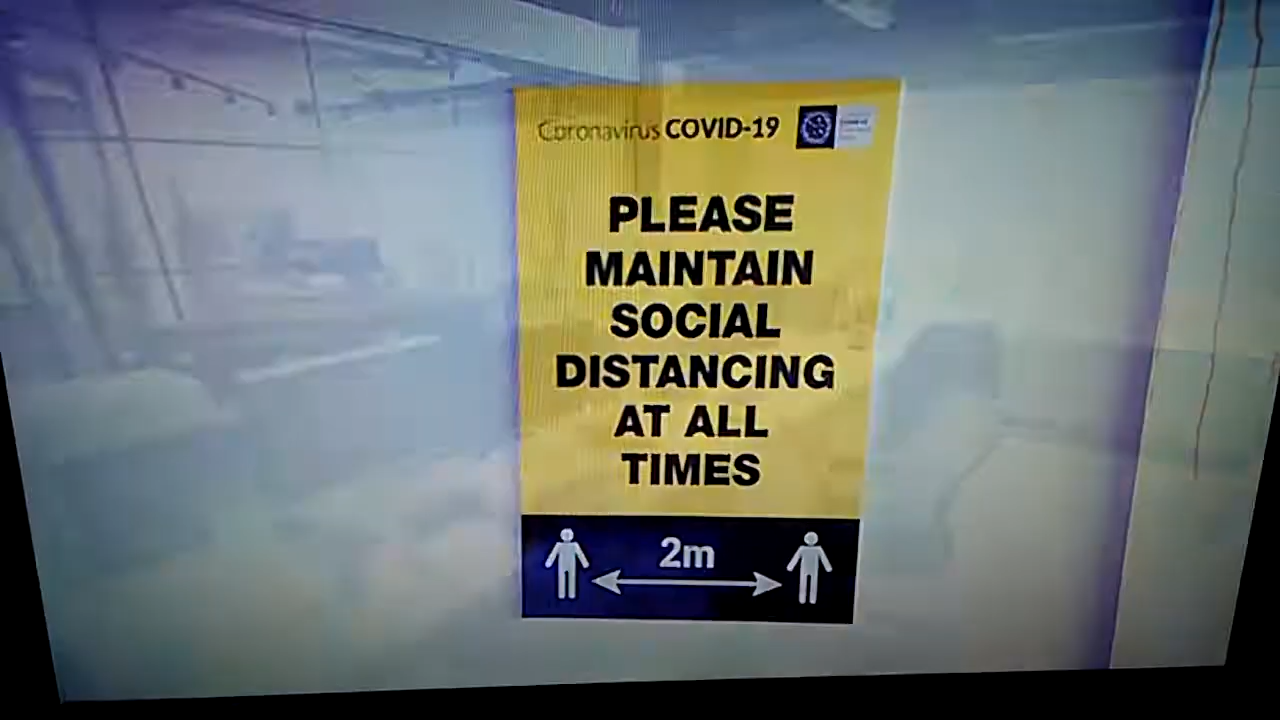 Coronavirus COVID-19
PLEASE
MAINTAIN
SOCIAL
DISTANCING
AT ALL
TIMES
2m